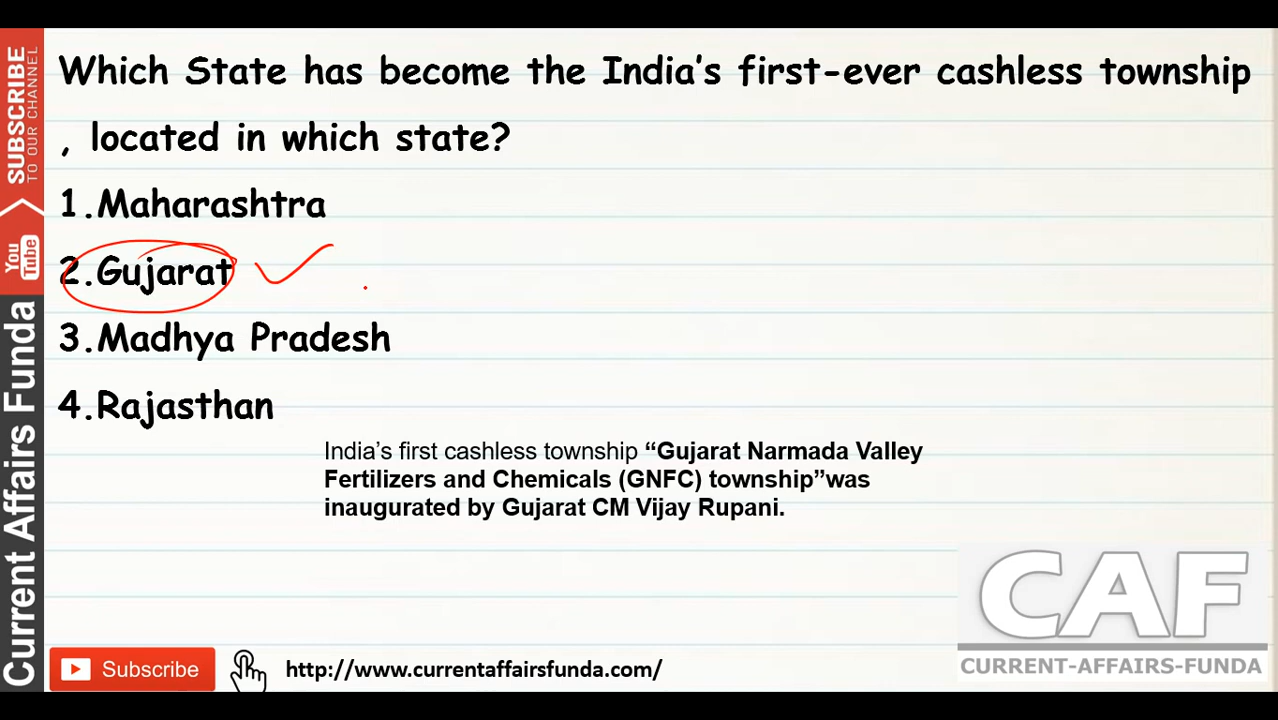 Which State has become the India's first-ever cashless township
, located in which state?
1.Maharashtra
2.Gujarat
3.Madhya Pradesh
4.Rajasthan
India's first cashless township “Gujarat Narmada Valley
Fertilizers and Chemicals (GNFC) township”was
inaugurated by Gujarat CM Vijay Rupani.
SUBSCRIBE
TO OUR CHANNEL
You
Tube
Current Affairs Funda
Subscribe
http://www.currentaffairsfunda.com/
CAF
CURRENT-AFFAIRS-FUNDA